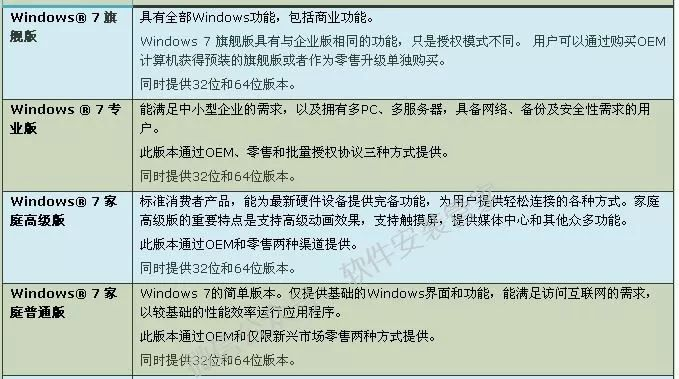 Windows® 7 旗
舰版
具有全部Windows功能，包括商业功能。
Windows 7 旗舰版具有与企业版相同的功能，只是授权模式不同。 用户可以通过购买OEM
计算机获得预装的旗舰版或者作为零售升级单独购买。
同时提供32位和64位版本。
Windows ® 7 专
业版
能满足中小型企业的需求，以及拥有多PC、多服务器，具备网络、备份及安全性需求的用
户。
此版本通过OEM、零售和批量授权协议三种方式提供。
同时提供32位和64位版本。
Windows® 7 家
庭高级版
标准消费者产品，能为最新硬件设备提供完备功能，为用户提供轻松连接的各种方式。家庭
高级版的重要特点是支持高级动画效果，支持触摸屏，提供媒体中心和其他众多功能。
此版本通过OEM和零售两种渠道提供。
同时提供32位和64位版本。
Windows® 7 家
庭普通版
Windows 7的简单版本。仅提供基础的Windows界面和功能，能满足访问互联网的需求，
以较基础的性能效率运行应用程序。
此版本通过OEM和仅限新兴市场零售两种方式提供。
同时提供32位和64位版本。
软件安装管家